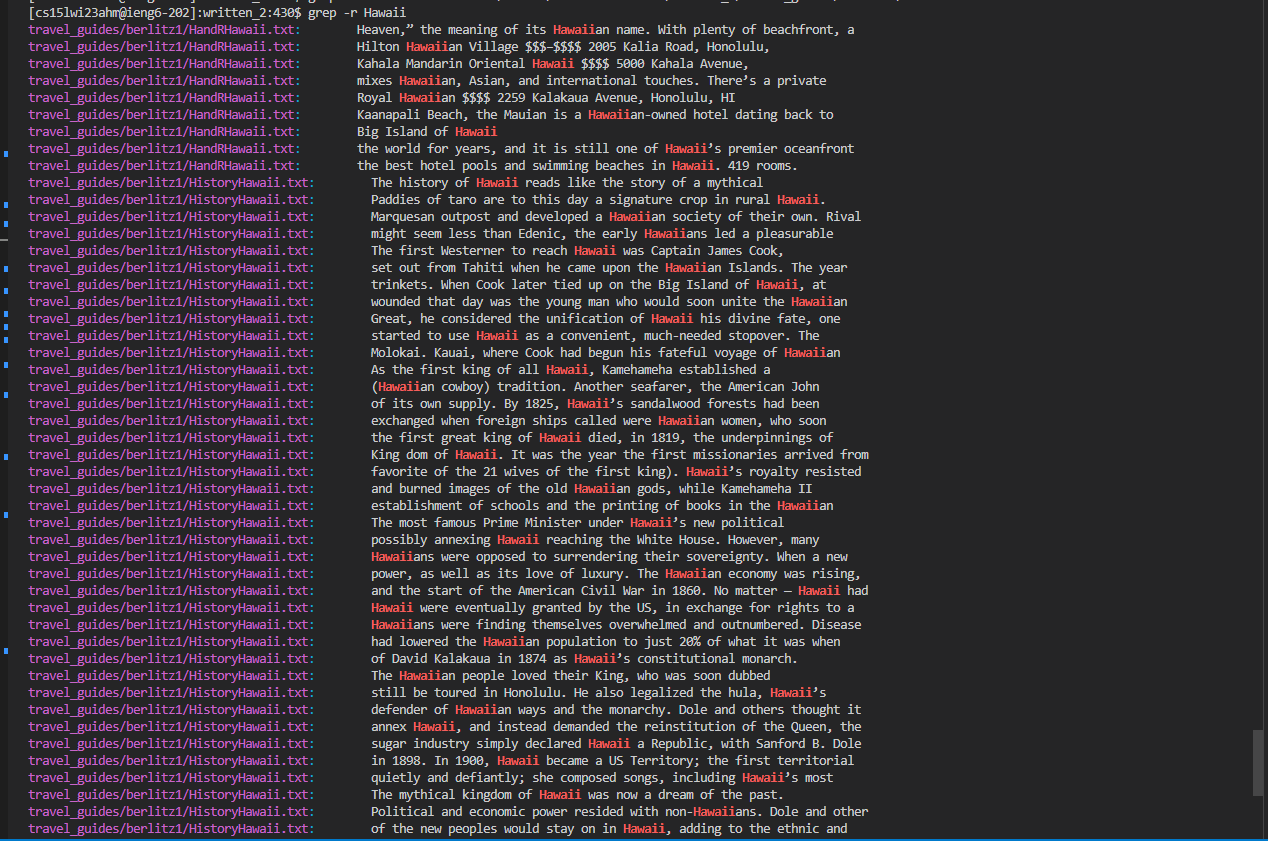 [cs15lwi23ahm@ieng6-202]:written_2:430$ grep -r Hawaii
travel_guides/berlitz1/HandRHawaii.txt:        Heaven,” the meaning of its Hawaiian name. With plenty of beachfront, a
travel_guides/berlitz1/HandRHawaii.txt:        Hilton Hawaiian Village $$$–$$$$ 2005 Kalia Road, Honolulu,
travel_guides/berlitz1/HandRHawaii.txt:        Kahala Mandarin Oriental Hawaii $$$$ 5000 Kahala Avenue,
travel_guides/berlitz1/HandRHawaii.txt:        mixes Hawaiian, Asian, and international touches. There’s a private
travel_guides/berlitz1/HandRHawaii.txt:        Royal Hawaiian $$$$ 2259 Kalakaua Avenue, Honolulu, HI
travel_guides/berlitz1/HandRHawaii.txt:        Kaanapali Beach, the Mauian is a Hawaiian-owned hotel dating back to
travel_guides/berlitz1/HandRHawaii.txt:        Big Island of Hawaii
travel_guides/berlitz1/HandRHawaii.txt:        the world for years, and it is still one of Hawaii’s premier oceanfront
travel_guides/berlitz1/HandRHawaii.txt:        the best hotel pools and swimming beaches in Hawaii. 419 rooms.
travel_guides/berlitz1/HistoryHawaii.txt:        The history of Hawaii reads like the story of a mythical
travel_guides/berlitz1/HistoryHawaii.txt:        Paddies of taro are to this day a signature crop in rural Hawaii.
travel_guides/berlitz1/HistoryHawaii.txt:        Marquesan outpost and developed a Hawaiian society of their own. Rival
travel_guides/berlitz1/HistoryHawaii.txt:        might seem less than Edenic, the early Hawaiians led a pleasurable
travel_guides/berlitz1/HistoryHawaii.txt:        The first Westerner to reach Hawaii was Captain James Cook,
travel_guides/berlitz1/HistoryHawaii.txt:        set out from Tahiti when he came upon the Hawaiian Islands. The year
travel_guides/berlitz1/HistoryHawaii.txt:        trinkets. When Cook later tied up on the Big Island of Hawaii, at
travel_guides/berlitz1/HistoryHawaii.txt:        wounded that day was the young man who would soon unite the Hawaiian
travel_guides/berlitz1/HistoryHawaii.txt:        Great, he considered the unification of Hawaii his divine fate, one
travel_guides/berlitz1/HistoryHawaii.txt:        started to use Hawaii as a convenient, much-needed stopover. The
travel_guides/berlitz1/HistoryHawaii.txt:        Molokai. Kauai, where Cook had begun his fateful voyage of Hawaiian
travel_guides/berlitz1/HistoryHawaii.txt:        As the first king of all Hawaii, Kamehameha established a
travel_guides/berlitz1/HistoryHawaii.txt:        (Hawaiian cowboy) tradition. Another seafarer, the American John
travel_guides/berlitz1/HistoryHawaii.txt:        of its own supply. By 1825, Hawaii’s sandalwood forests had been
travel_guides/berlitz1/HistoryHawaii.txt:        exchanged when foreign ships called were Hawaiian women, who soon
travel_guides/berlitz1/HistoryHawaii.txt:        the first great king of Hawaii died, in 1819, the underpinnings of
travel_guides/berlitz1/HistoryHawaii.txt:        King dom of Hawaii. It was the year the first missionaries arrived from
travel_guides/berlitz1/HistoryHawaii.txt:        favorite of the 21 wives of the first king). Hawaii’s royalty resisted
travel_guides/berlitz1/HistoryHawaii.txt:        and burned images of the old Hawaiian gods, while Kamehameha II
travel_guides/berlitz1/HistoryHawaii.txt:        establishment of schools and the printing of books in the Hawaiian
travel_guides/berlitz1/HistoryHawaii.txt:        The most famous Prime Minister under Hawaii’s new political
travel_guides/berlitz1/HistoryHawaii.txt:        possibly annexing Hawaii reaching the White House. However, many
travel_guides/berlitz1/HistoryHawaii.txt:        Hawaiians were opposed to surrendering their sovereignty. When a new
travel_guides/berlitz1/HistoryHawaii.txt:        power, as well as its love of luxury. The Hawaiian economy was rising,
travel_guides/berlitz1/HistoryHawaii.txt:        and the start of the American Civil War in 1860. No matter — Hawaii had
travel_guides/berlitz1/HistoryHawaii.txt:        Hawaii were eventually granted by the US, in exchange for rights to a
travel_guides/berlitz1/HistoryHawaii.txt:        Hawaiians were finding themselves overwhelmed and outnumbered. Disease
travel_guides/berlitz1/HistoryHawaii.txt:        had lowered the Hawaiian population to just 20% of what it was when
travel_guides/berlitz1/HistoryHawaii.txt:        of David Kalakaua in 1874 as Hawaii’s constitutional monarch.
travel_guides/berlitz1/HistoryHawaii.txt:        The Hawaiian people loved their King, who was soon dubbed
travel_guides/berlitz1/HistoryHawaii.txt:        still be toured in Honolulu. He also legalized the hula, Hawaii’s
travel_guides/berlitz1/HistoryHawaii.txt:        defender of Hawaiian ways and the monarchy. Dole and others thought it
travel_guides/berlitz1/HistoryHawaii.txt:        annex Hawaii, and instead demanded the reinstitution of the Queen, the
travel_guides/berlitz1/HistoryHawaii.txt:        sugar industry simply declared Hawaii a Republic, with Sanford B. Dole
travel_guides/berlitz1/HistoryHawaii.txt:        in 1898. In 1900, Hawaii became a US Territory; the first territorial
travel_guides/berlitz1/HistoryHawaii.txt:        quietly and defiantly; she composed songs, including Hawaii’s most
travel_guides/berlitz1/HistoryHawaii.txt:        The mythical kingdom of Hawaii was now a dream of the past.
travel_guides/berlitz1/HistoryHawaii.txt:        Political and economic power resided with non-Hawaiians. Dole and other
travel_guides/berlitz1/HistoryHawaii.txt:        of the new peoples would stay on in Hawaii, adding to the ethnic and